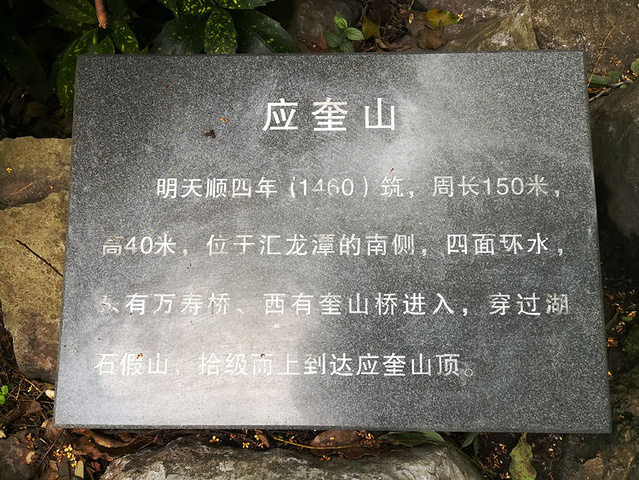 应奎山
明天顺四年(1460)筑，周长150米，
高40米，位于汇龙潭的南侧，四面环水，
东有万寿桥、西有奎山桥进入，穿过湖
石假山，拾级而上到达应奎山顶。